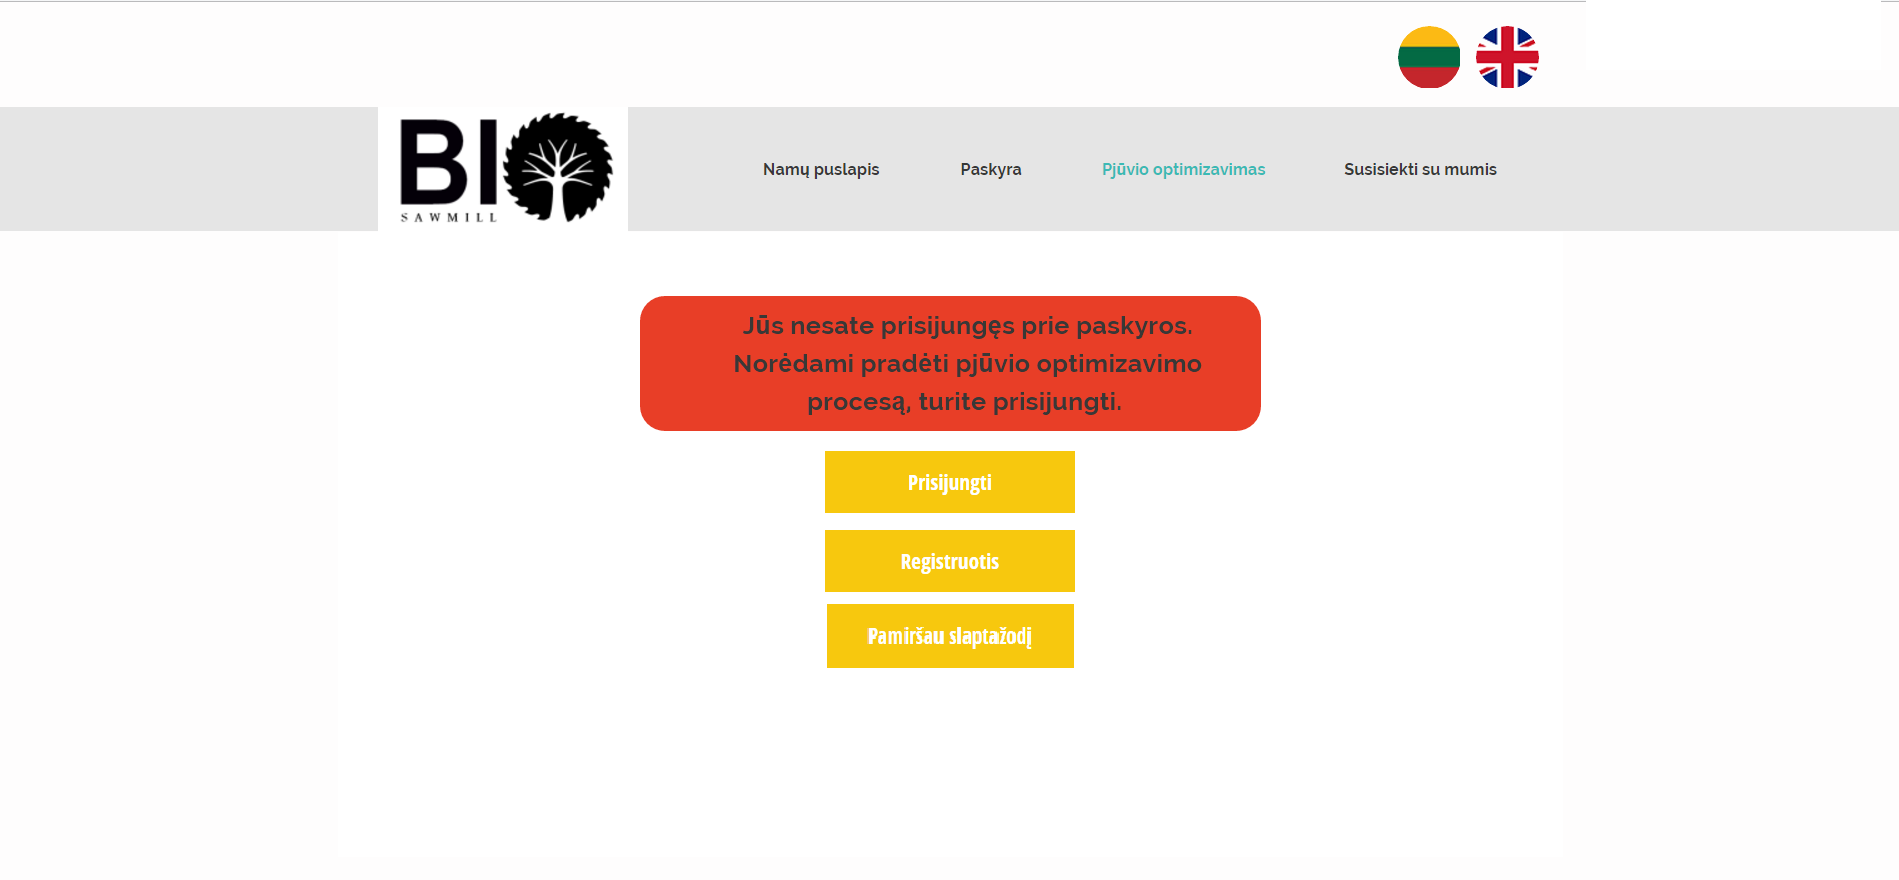 BIO
SAWMILL
Namų puslapis
Paskyra
Pjūvio optimizavimas
Susisiekti su mumis
Jūs nesate prisijungęs prie paskyros.
Norėdami pradėti pjūvio optimizavimo
procesą, turite prisijungti.
Prisijungti
Registruotis
Pamiršau slaptažodį